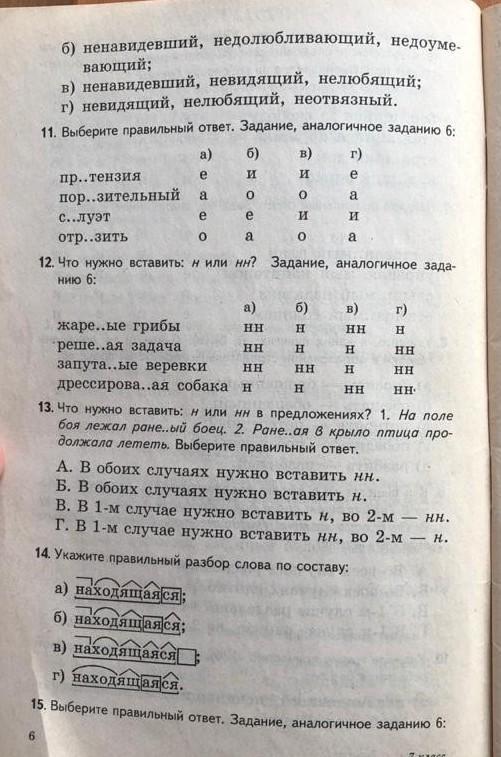 б) ненавидевший, недолюбливающий, недоуме-
вающий;
в) ненавидевший, невидящий, нелюбящий;
г) невидящий, нелюбящий, неотвязный.
11. Выберите правильный ответ. Задание, аналогичное заданию 6:
а) б) в) г)
пр..тензия е и и е
пор..зительный а о о а
с..луэт е е и и
отр..зить о а о а
12. Что нужно вставить: н или нн? Задание, аналогичное зада-
нию 6:
а) б) в) г)
жаре..ые грибы нн н нн н
реше..ая задача нн н н нн
запута..ые веревки нн нн н нн
дрессирова..ая собака н н нн нн.
13. Что нужно вставить: н или нн в предложениях? 1. На поле
боя лежал ране..ый боец. 2. Ране..ая в крыло птица про-
должала лететь. Выберите правильный ответ.
А. В обоих случаях нужно вставить нн.
Б. В обоих случаях нужно вставить н.
В. В 1-м случае нужно вставить н, во 2-м — нн.
Г. В 1-м случае нужно вставить нн, во 2-м — н.
14. Укажите правильный разбор слова по составу:
а) находящаяся;
б) находящаяся;
в) находящаяся;
г) находящаяся.
15. Выберите правильный ответ. Задание, аналогичное заданию 6:
6
7 класс